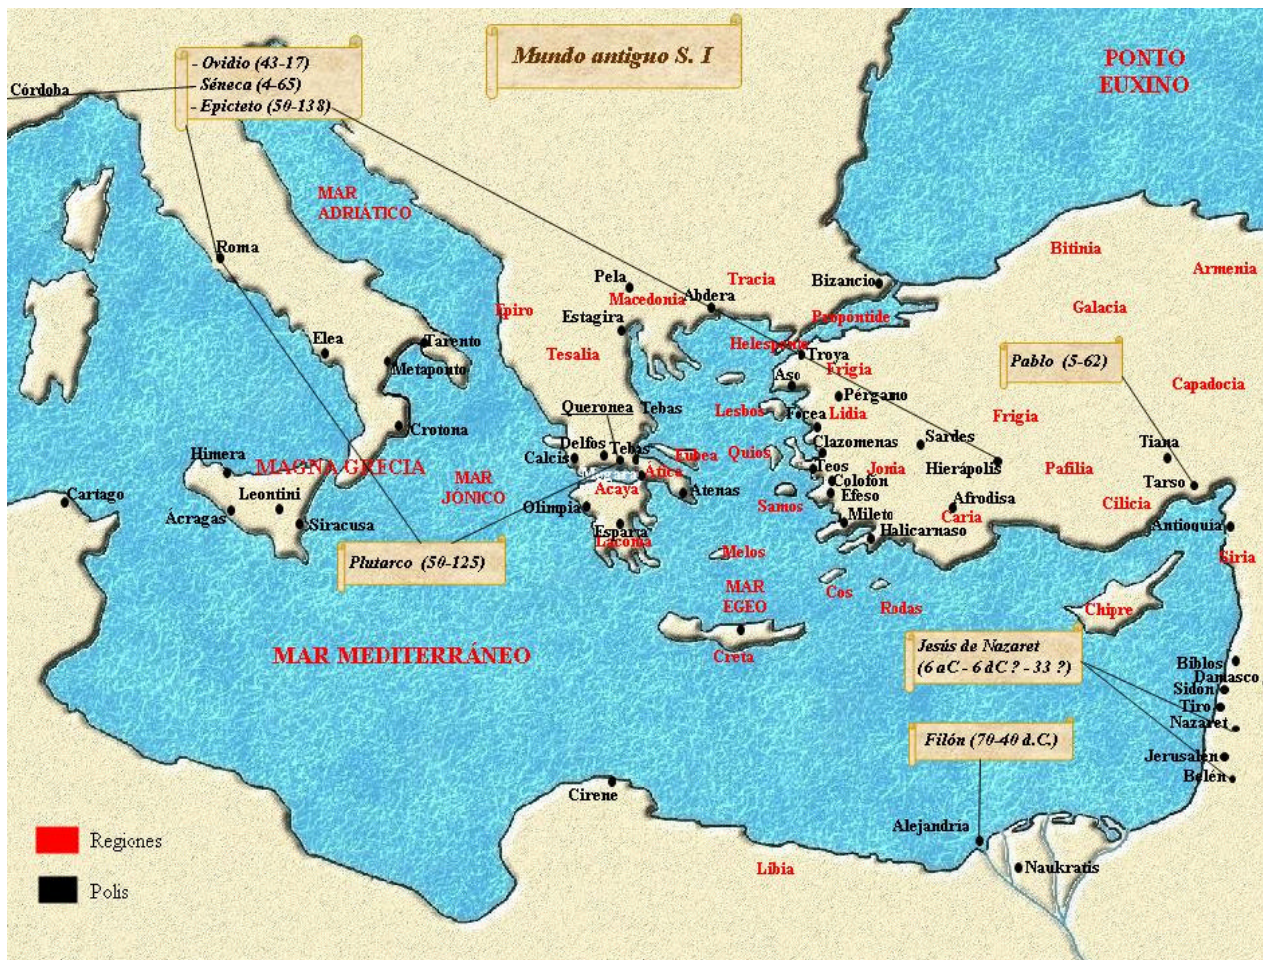 Mundo antiguo S. I
PONTO
EUXINO
- Ovidio (43-17)
Séneca (4-65)
- Epicteto (50-138)
Córdoba
MAR
ADRIÁTICO
Roma
Bitinia
Armenia
Pela
Tracia
Bizancio
Macedonia
Abdera
Epiro
Galacia
Estagira
Propontide
Elea
Tarento
Helesponto
Tesalia
Troya
Metaponto
Frigia
Pablo (5-62)
Aso
Capadocia
Pérgamo
Queronea
Tebas
Lesbos
Focea
Lidia
Frigia
Crotona
Delfos
Tebas
Clazomenas
Sardes
Tiana
Himera
MAGNA GRECIA
Calcis
Eubea
Quios
Teos
Jonia
Hierápolis
Pafilia
Atica
MAR
JÓNICO
Colofón
Tarso
Cartago
Leontini
Acaya
Atenas
Efeso
Afrodisa
Cilicia
Olimpia
Samos
Ácragas
Siracusa
Esparta
Mileto
Caria
Antioquia
Laconia
Halicarnaso
Melos
Siria
Plutarco (50-125)
MAR
EGEO
Cos
Rodas
Chipre
MAR MEDITERRÁNEO
Creta
Jesús de Nazaret
(6 aC - 6 dC ? - 33 ?)
Biblos
Damasco
Sidón
Tiro
Nazaret
Filón (70-40 d.C.)
Jerusalén
Belén
Cirene
Alejandría
Libia
Naukratis
Regiones
Polis